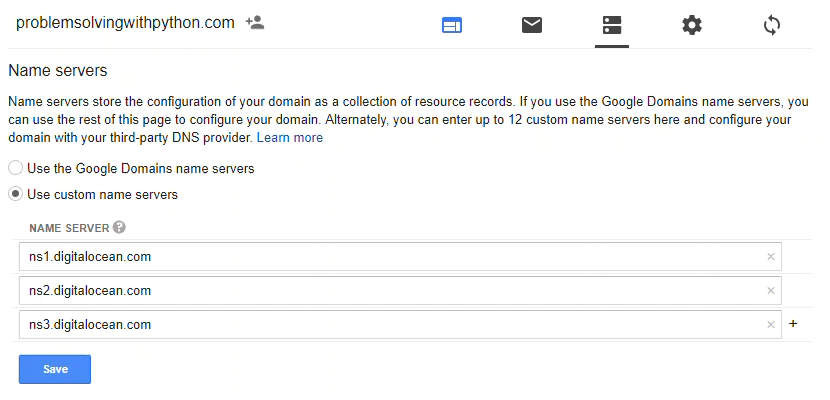 problemsolvingwithpython.com
Name servers
Name servers store the configuration of your domain as a collection of resource records. If you use the Google Domains name servers, you
can use the rest of this page to configure your domain. Alternately, you can enter up to 12 custom name servers here and configure your
domain with your third-party DNS provider. Learn more
Use the Google Domains name servers
Use custom name servers
NAME SERVER ?
ns1.digitalocean.com ×
ns2.digitalocean.com ×
ns3.digitalocean.com × +
Save